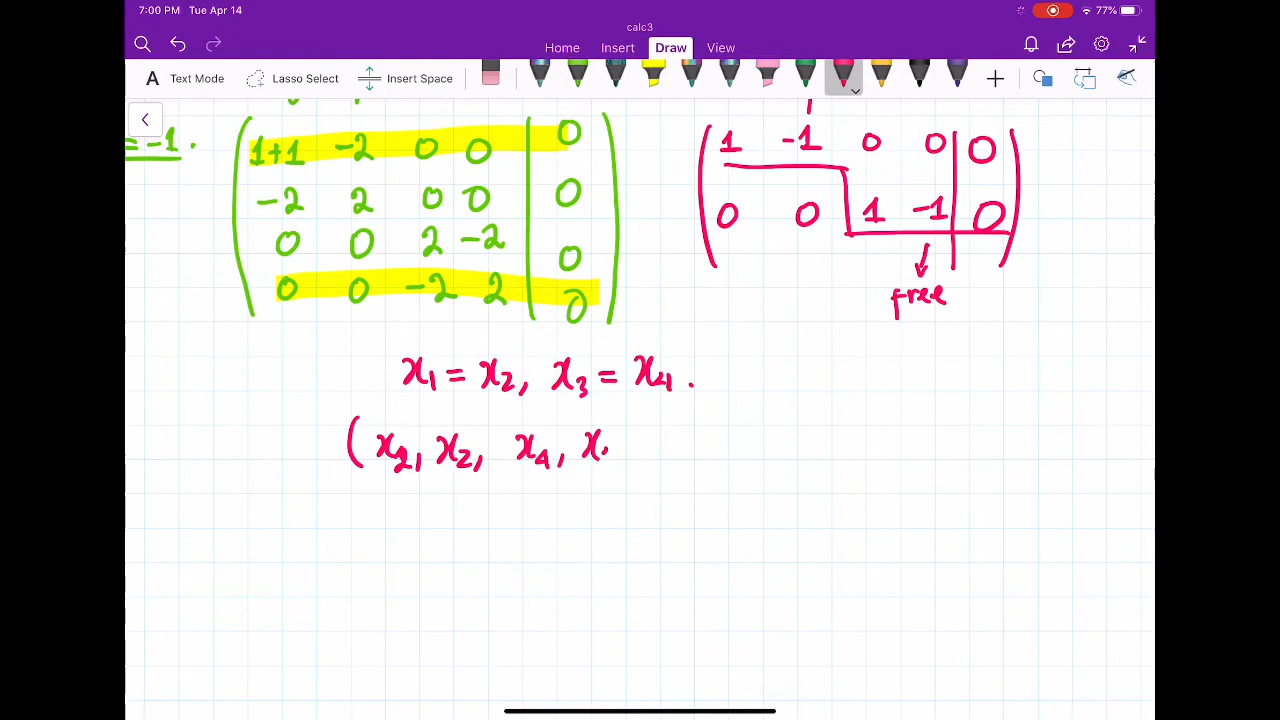 7:00 PM Tue Apr 14
77%
calc3
Home Insert Draw View
A Text Mode Lasso Select Insert Space
= -1.
1+1 -2 0 0 0
-2 2 0 0 0
0 0 2 -2 0
0 0 -2 2 0
1 -1 0 0 0
0 0 1 -1 0
free
x₁ = x₂, x₃ = x₄.
(x₂, x₂, x₄, x